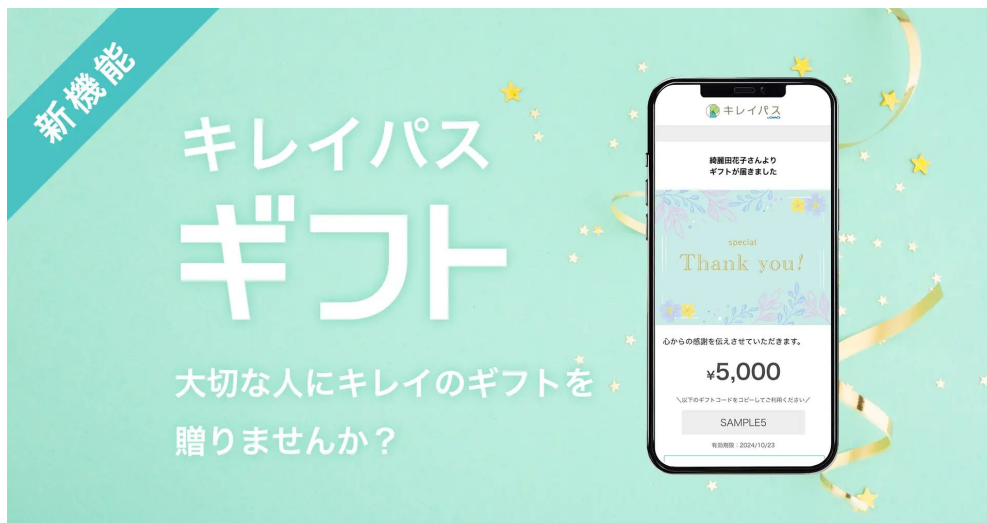 新機能
キレイパス
ギフト
大切な人にキレイのギフトを
贈りませんか？
キレイパス
綺麗田花子さんより
ギフトが届きました
special
Thank you!
心からの感謝を伝えさせていただきます。
¥5,000
＼以下のギフトコードをコピーしてご利用ください／
SAMPLE5
有効期限：2024/10/23